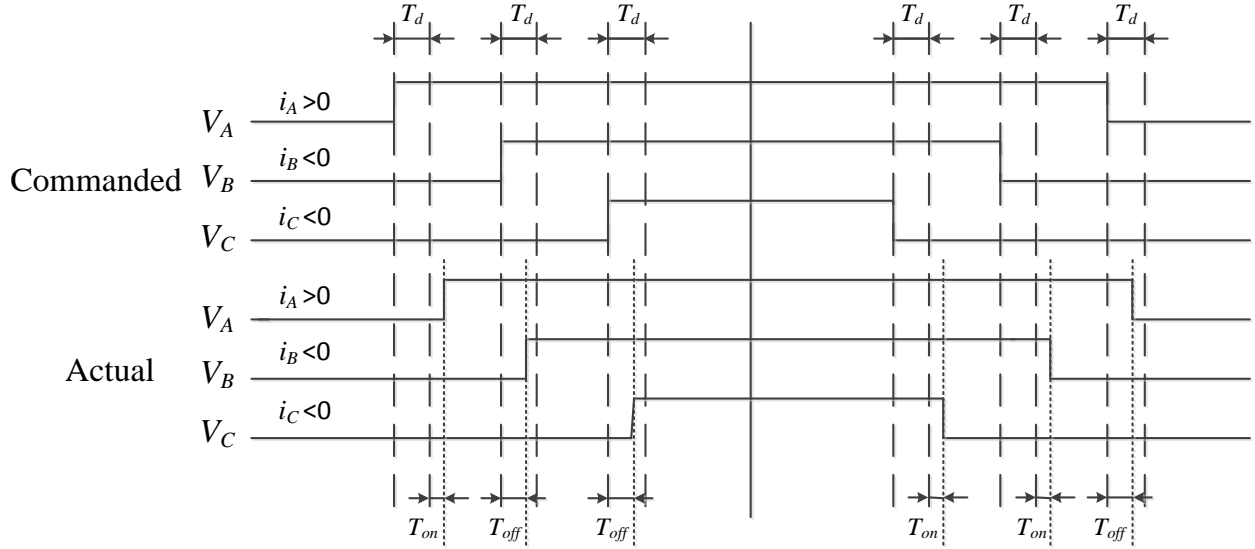 T_d T_d T_d T_d T_d T_d
i_A >0
V_A
i_B <0
Commanded V_B
i_C <0
V_C
i_A >0
V_A
i_B <0
Actual V_B
i_C <0
V_C
T_on T_off T_off T_on T_on T_off